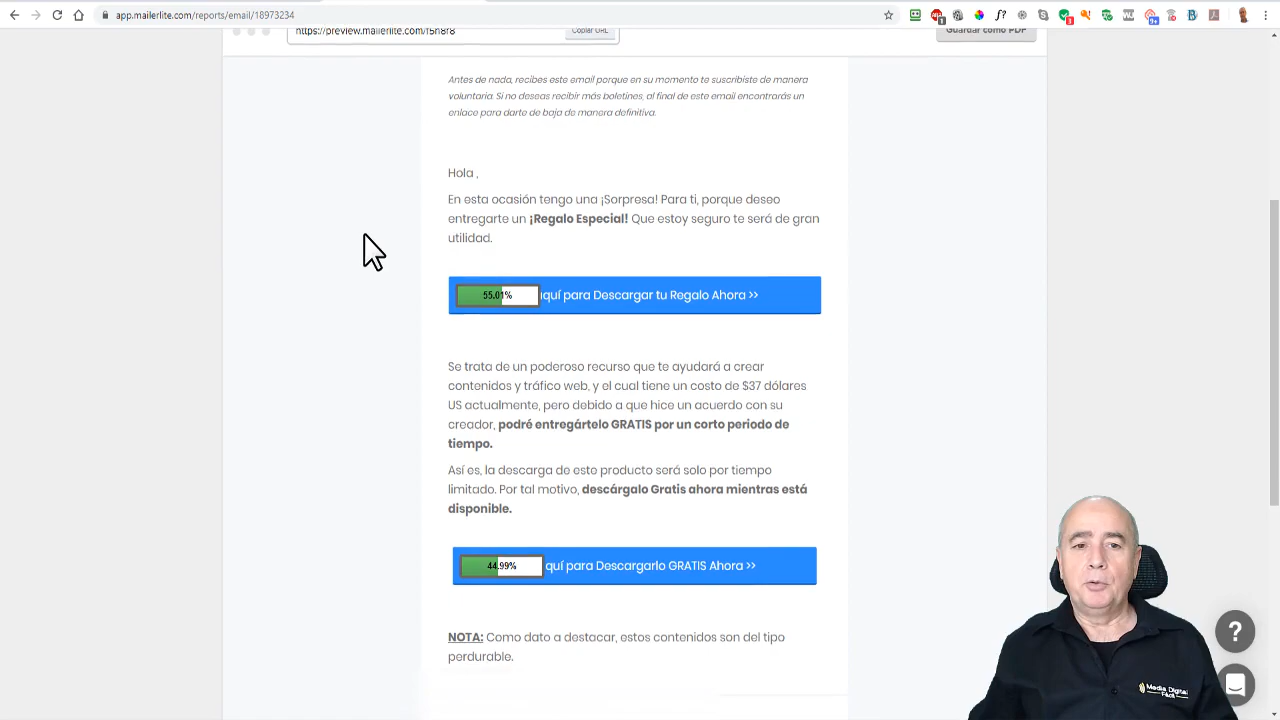 app.mailerlite.com/reports/email/18973234
https://preview.mailerlite.com/f5n8f8
Copiar URL
Guardar como PDF
Antes de nada, recibes este email porque en su momento te suscribiste de manera
voluntaria. Si no deseas recibir más boletines, al final de este email encontrarás un
enlace para darte de baja de manera definitiva.
Hola ,
En esta ocasión tengo una ¡Sorpresa! Para ti, porque deseo
entregarte un ¡Regalo Especial! Que estoy seguro te será de gran
utilidad.
55.01% quí para Descargar tu Regalo Ahora >>
Se trata de un poderoso recurso que te ayudará a crear
contenidos y tráfico web, y el cual tiene un costo de $37 dólares
US actualmente, pero debido a que hice un acuerdo con su
creador, podré entregártelo GRATIS por un corto periodo de
tiempo.
Así es, la descarga de este producto será solo por tiempo
limitado. Por tal motivo, descárgalo Gratis ahora mientras está
disponible.
44.99% quí para Descargarlo GRATIS Ahora >>
NOTA: Como dato a destacar, estos contenidos son del tipo
perdurable.
?
Media Digital
Fácil